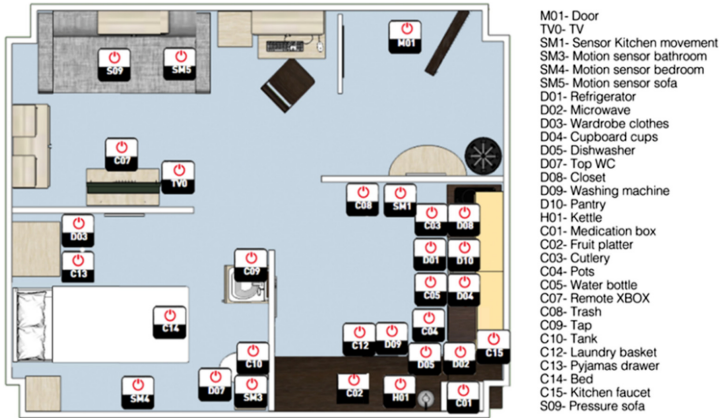 M01
S09
SM5
C07
TV0
C08
SM1
C03
D08
D03
D01
D10
C13
C09
C05
D04
C14
C04
C12
D09
C15
C10
D05
D02
D07
SM4
SM3
C02
H01
C01
M01- Door
TV0- TV
SM1- Sensor Kitchen movement
SM3- Motion sensor bathroom
SM4- Motion sensor bedroom
SM5- Motion sensor sofa
D01- Refrigerator
D02- Microwave
D03- Wardrobe clothes
D04- Cupboard cups
D05- Dishwasher
D07- Top WC
D08- Closet
D09- Washing machine
D10- Pantry
H01- Kettle
C01- Medication box
C02- Fruit platter
C03- Cutlery
C04- Pots
C05- Water bottle
C07- Remote XBOX
C08- Trash
C09- Tap
C10- Tank
C12- Laundry basket
C13- Pyjamas drawer
C14- Bed
C15- Kitchen faucet
S09- Pressure sofa